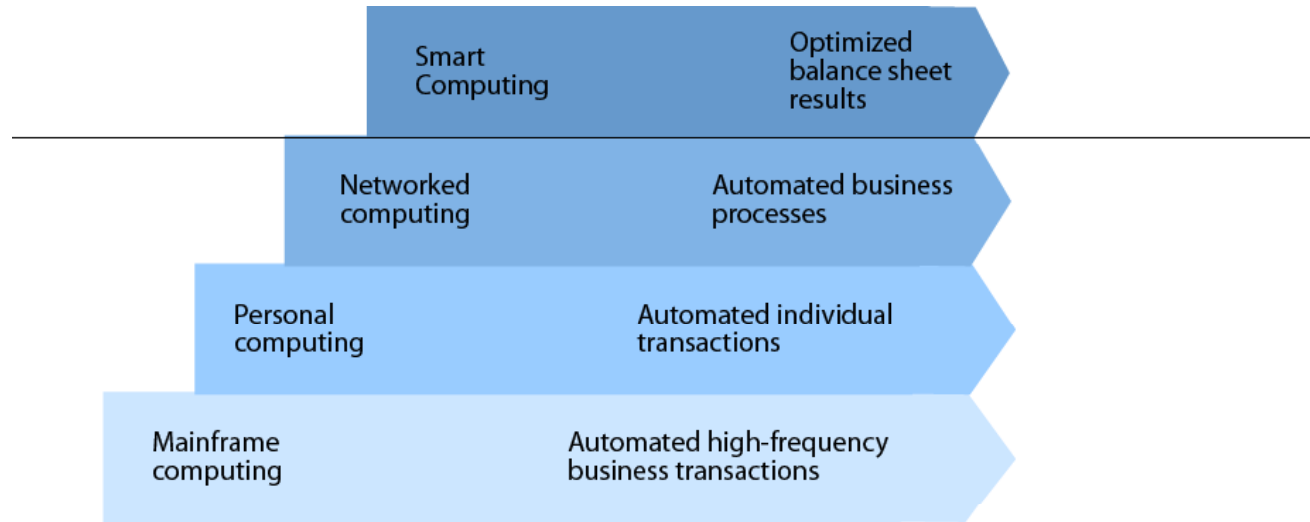 Smart
Computing
Optimized
balance sheet
results
Networked
computing
Automated business
processes
Personal
computing
Automated individual
transactions
Mainframe
computing
Automated high-frequency
business transactions